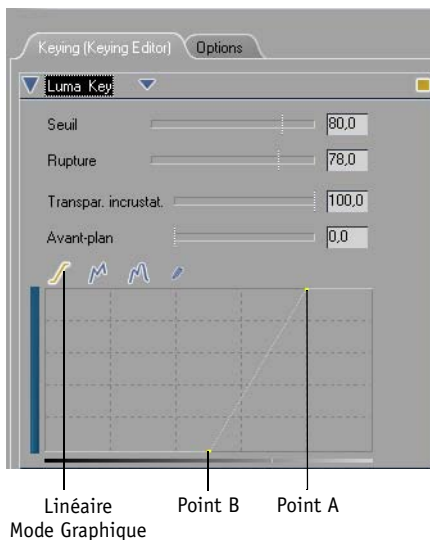 Keying (Keying Editor) Options
Luma Key
Seuil 80,0
Rupture 78,0
Transpar. incrustat. 100,0
Avant-plan 0,0
Linéaire Point B Point A
Mode Graphique